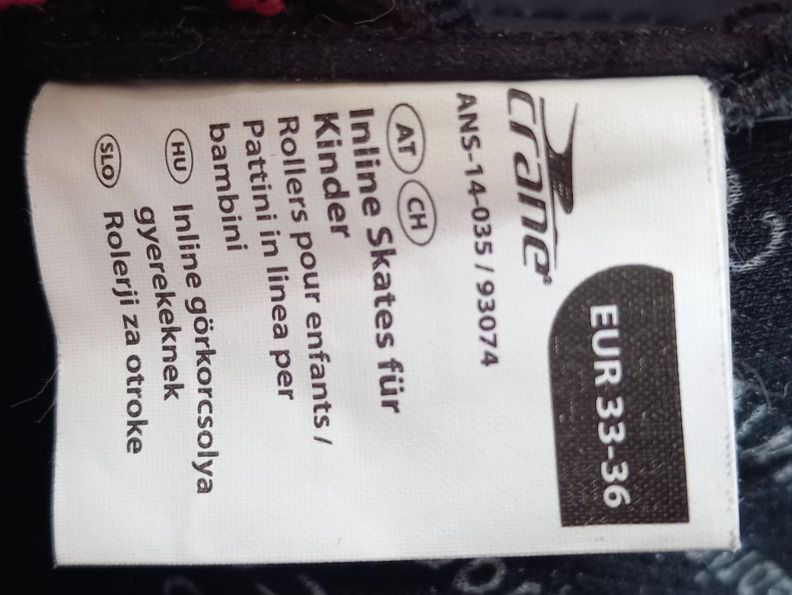 crane®
EUR 33-36
ANS-14-035 / 93074
AT CH
Inline Skates für
Kinder
Rollers pour enfants /
Pattini in linea per
bambini
HU Inline görkorcsolya
gyerekeknek
SLO Rolerji za otroke